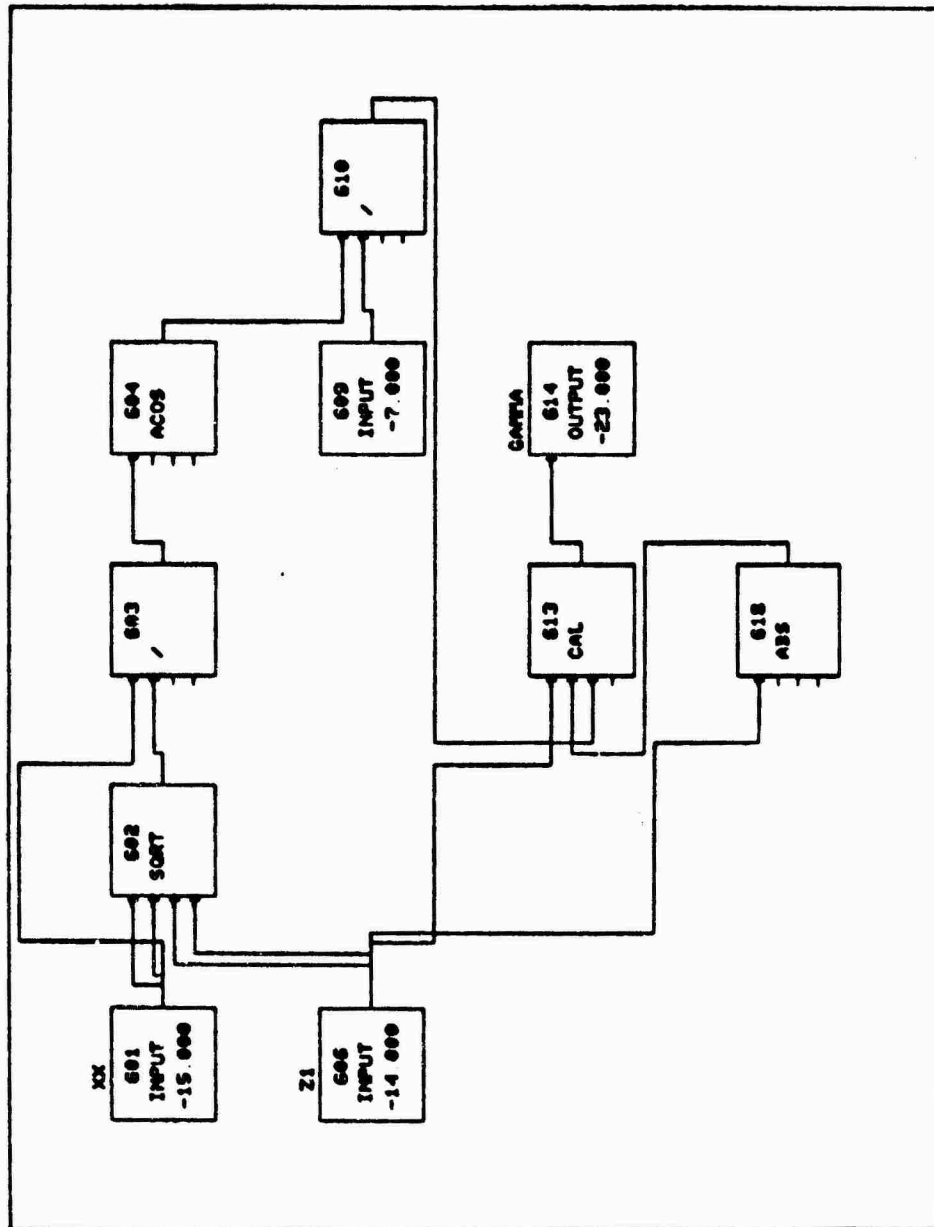 XX
601
INPUT
-15.000
602
SQRT
603
/
604
ACOS
Z1
606
INPUT
-14.000
609
INPUT
-7.000
610
/
613
CAL
GAMMA
614
OUTPUT
-23.000
618
ABS